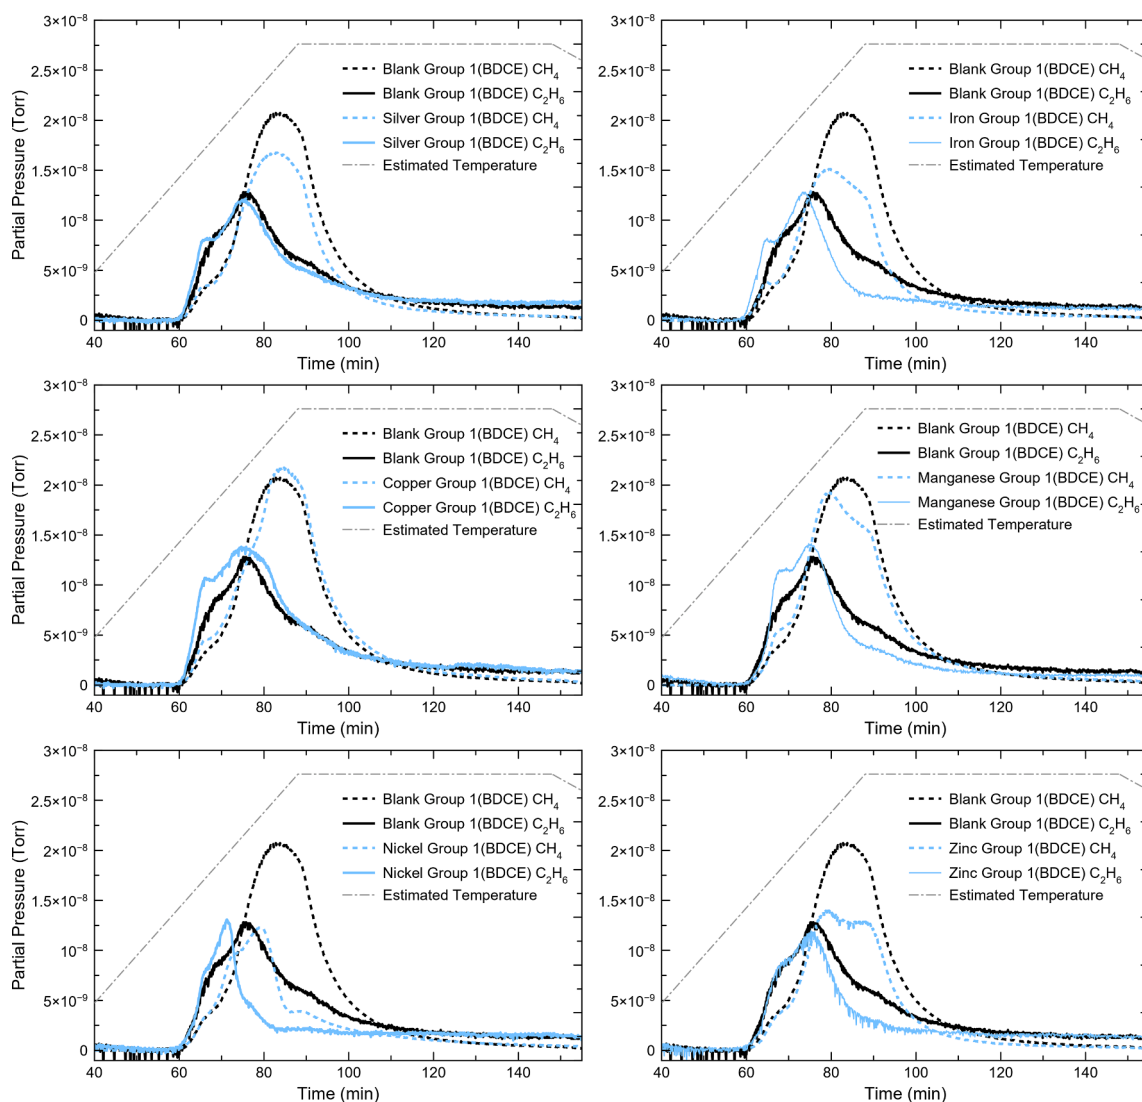 3×10⁻⁸
2.5×10⁻⁸
2×10⁻⁸
1.5×10⁻⁸
1×10⁻⁸
5×10⁻⁹
0
Partial Pressure (Torr)
Blank Group 1(BDCE) CH₄
Blank Group 1(BDCE) C₂H₆
Silver Group 1(BDCE) CH₄
Silver Group 1(BDCE) C₂H₆
Estimated Temperature
40 60 80 100 120 140
Time (min)
3×10⁻⁸
2.5×10⁻⁸
2×10⁻⁸
1.5×10⁻⁸
1×10⁻⁸
5×10⁻⁹
0
Blank Group 1(BDCE) CH₄
Blank Group 1(BDCE) C₂H₆
Iron Group 1(BDCE) CH₄
Iron Group 1(BDCE) C₂H₆
Estimated Temperature
40 60 80 100 120 140
Time (min)
3×10⁻⁸
2.5×10⁻⁸
2×10⁻⁸
1.5×10⁻⁸
1×10⁻⁸
5×10⁻⁹
0
Partial Pressure (Torr)
Blank Group 1(BDCE) CH₄
Blank Group 1(BDCE) C₂H₆
Copper Group 1(BDCE) CH₄
Copper Group 1(BDCE) C₂H₆
Estimated Temperature
40 60 80 100 120 140
Time (min)
3×10⁻⁸
2.5×10⁻⁸
2×10⁻⁸
1.5×10⁻⁸
1×10⁻⁸
5×10⁻⁹
0
Blank Group 1(BDCE) CH₄
Blank Group 1(BDCE) C₂H₆
Manganese Group 1(BDCE) CH₄
Manganese Group 1(BDCE) C₂H₆
Estimated Temperature
40 60 80 100 120 140
Time (min)
3×10⁻⁸
2.5×10⁻⁸
2×10⁻⁸
1.5×10⁻⁸
1×10⁻⁸
5×10⁻⁹
0
Partial Pressure (Torr)
Blank Group 1(BDCE) CH₄
Blank Group 1(BDCE) C₂H₆
Nickel Group 1(BDCE) CH₄
Nickel Group 1(BDCE) C₂H₆
Estimated Temperature
40 60 80 100 120 140
Time (min)
3×10⁻⁸
2.5×10⁻⁸
2×10⁻⁸
1.5×10⁻⁸
1×10⁻⁸
5×10⁻⁹
0
Blank Group 1(BDCE) CH₄
Blank Group 1(BDCE) C₂H₆
Zinc Group 1(BDCE) CH₄
Zinc Group 1(BDCE) C₂H₆
Estimated Temperature
40 60 80 100 120 140
Time (min)